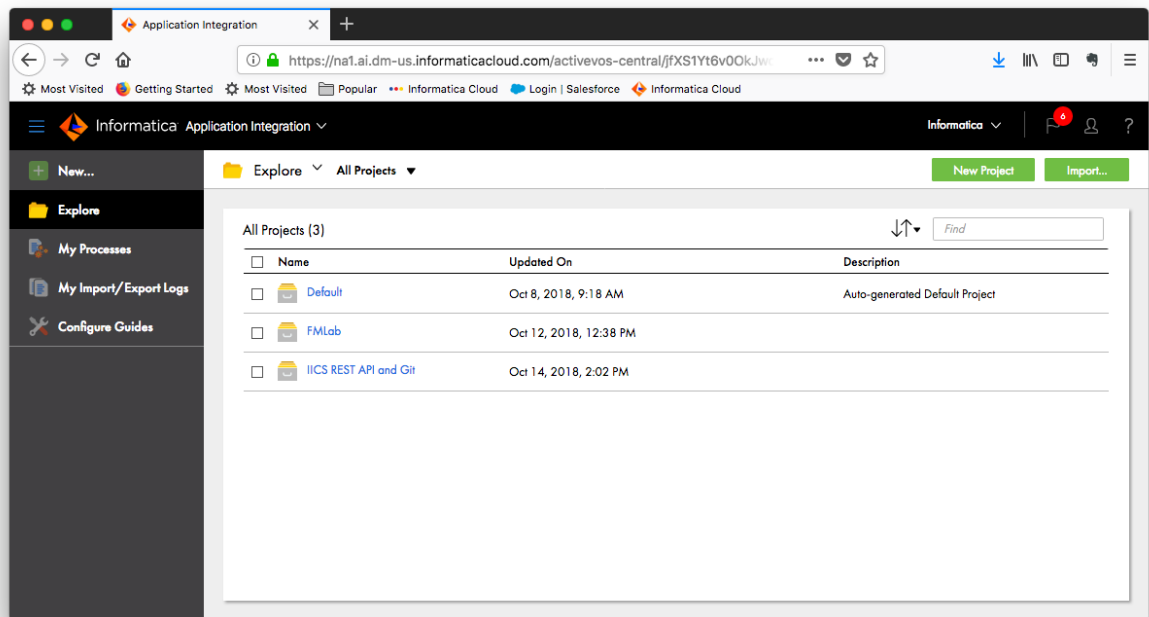 Application Integration
https://na1.ai.dm-us.informaticacloud.com/activevos-central/jfXS1Yt6v0OkJw
Most Visited Getting Started Most Visited Popular Informatica Cloud Login | Salesforce Informatica Cloud
Informatica Application Integration Informatica 6 ?
New... Explore All Projects New Project Import...
Explore
All Projects (3) Find
My Processes
Name Updated On Description
My Import/Export Logs
Default Oct 8, 2018, 9:18 AM Auto-generated Default Project
Configure Guides
FMLab Oct 12, 2018, 12:38 PM
IICS REST API and Git Oct 14, 2018, 2:02 PM